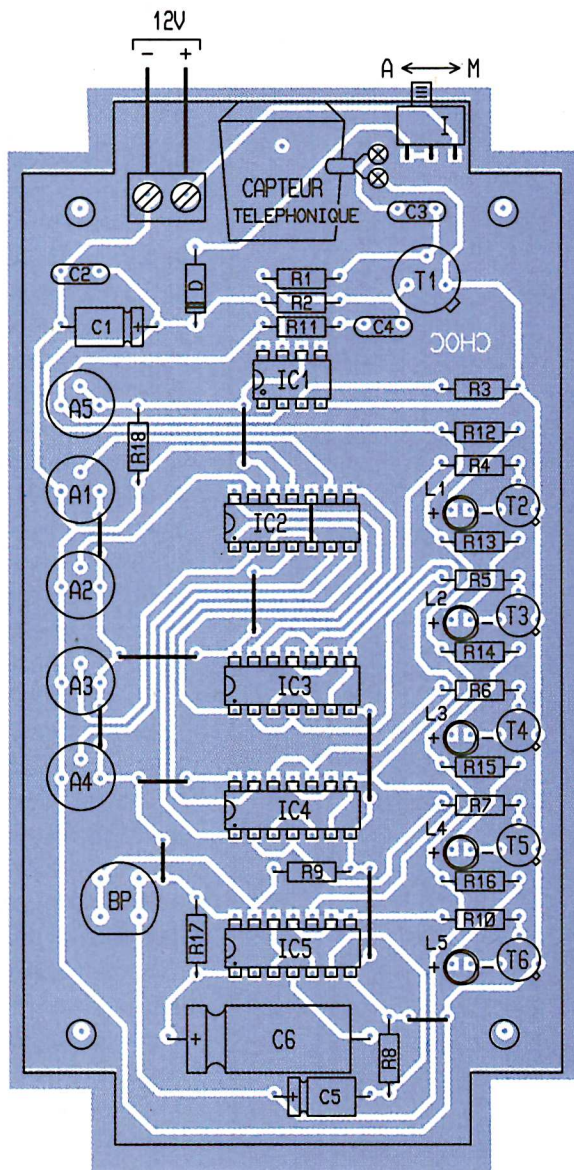 12V
- +
A M
I
CAPTEUR
TELEPHONIQUE
C3
C2
D
R1
T1
R2
C1
+
R11
C4
CHOC
IC1
A5
R3
R18
R12
R4
A1
L1
T2
IC2
+
-
R13
A2
R5
L2
T3
+
-
R14
A3
IC3
R6
L3
T4
+
-
A4
R15
IC4
R7
L4
T5
+
-
R9
BP
R16
R10
R17
IC5
L5
T6
+
-
+
C6
R8
+
C5